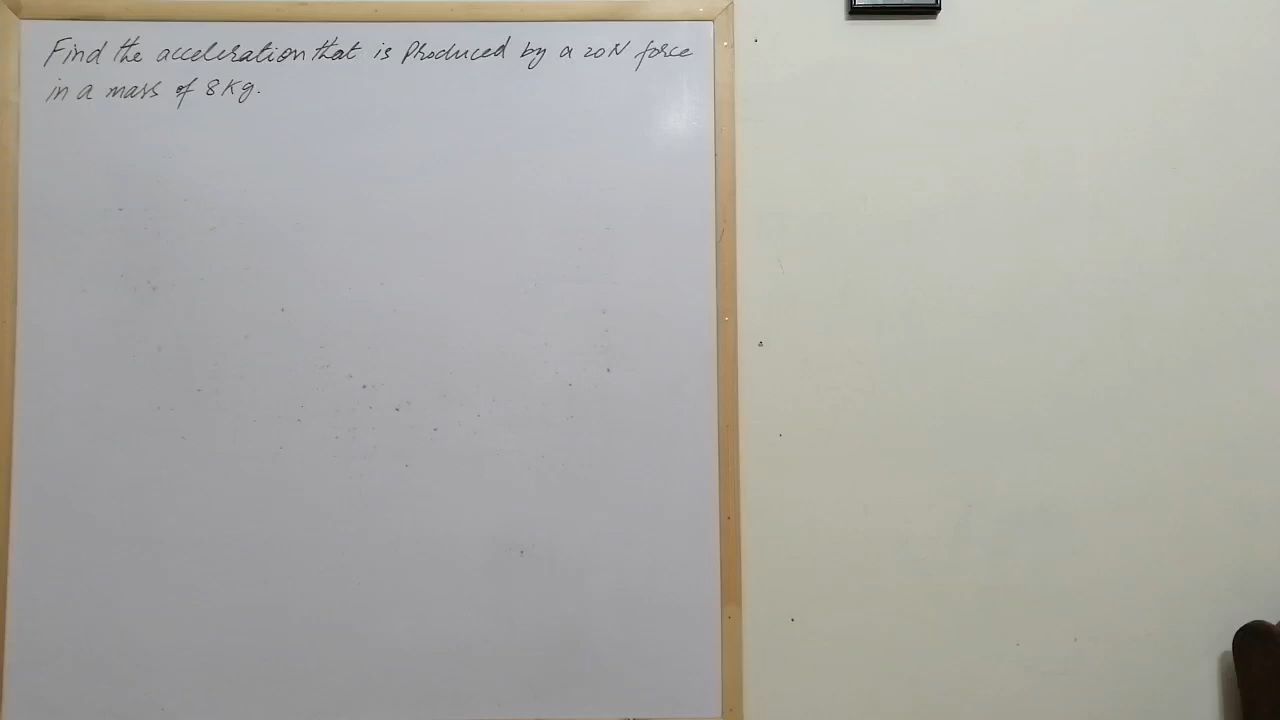 Find the acceleration that is Produced by a 20N force
in a mass of 8Kg.